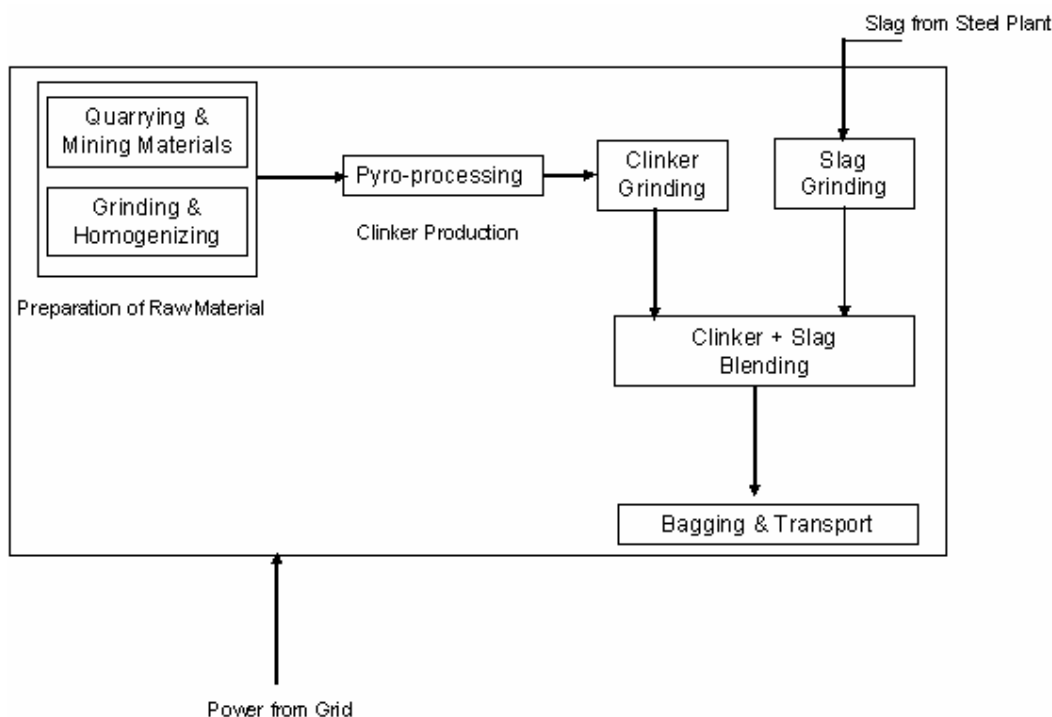 Slag from Steel Plant
Quarrying &
Mining Materials
Grinding &
Homogenizing
Preparation of Raw Material
Pyro-processing
Clinker Production
Clinker
Grinding
Slag
Grinding
Clinker + Slag
Blending
Bagging & Transport
Power from Grid